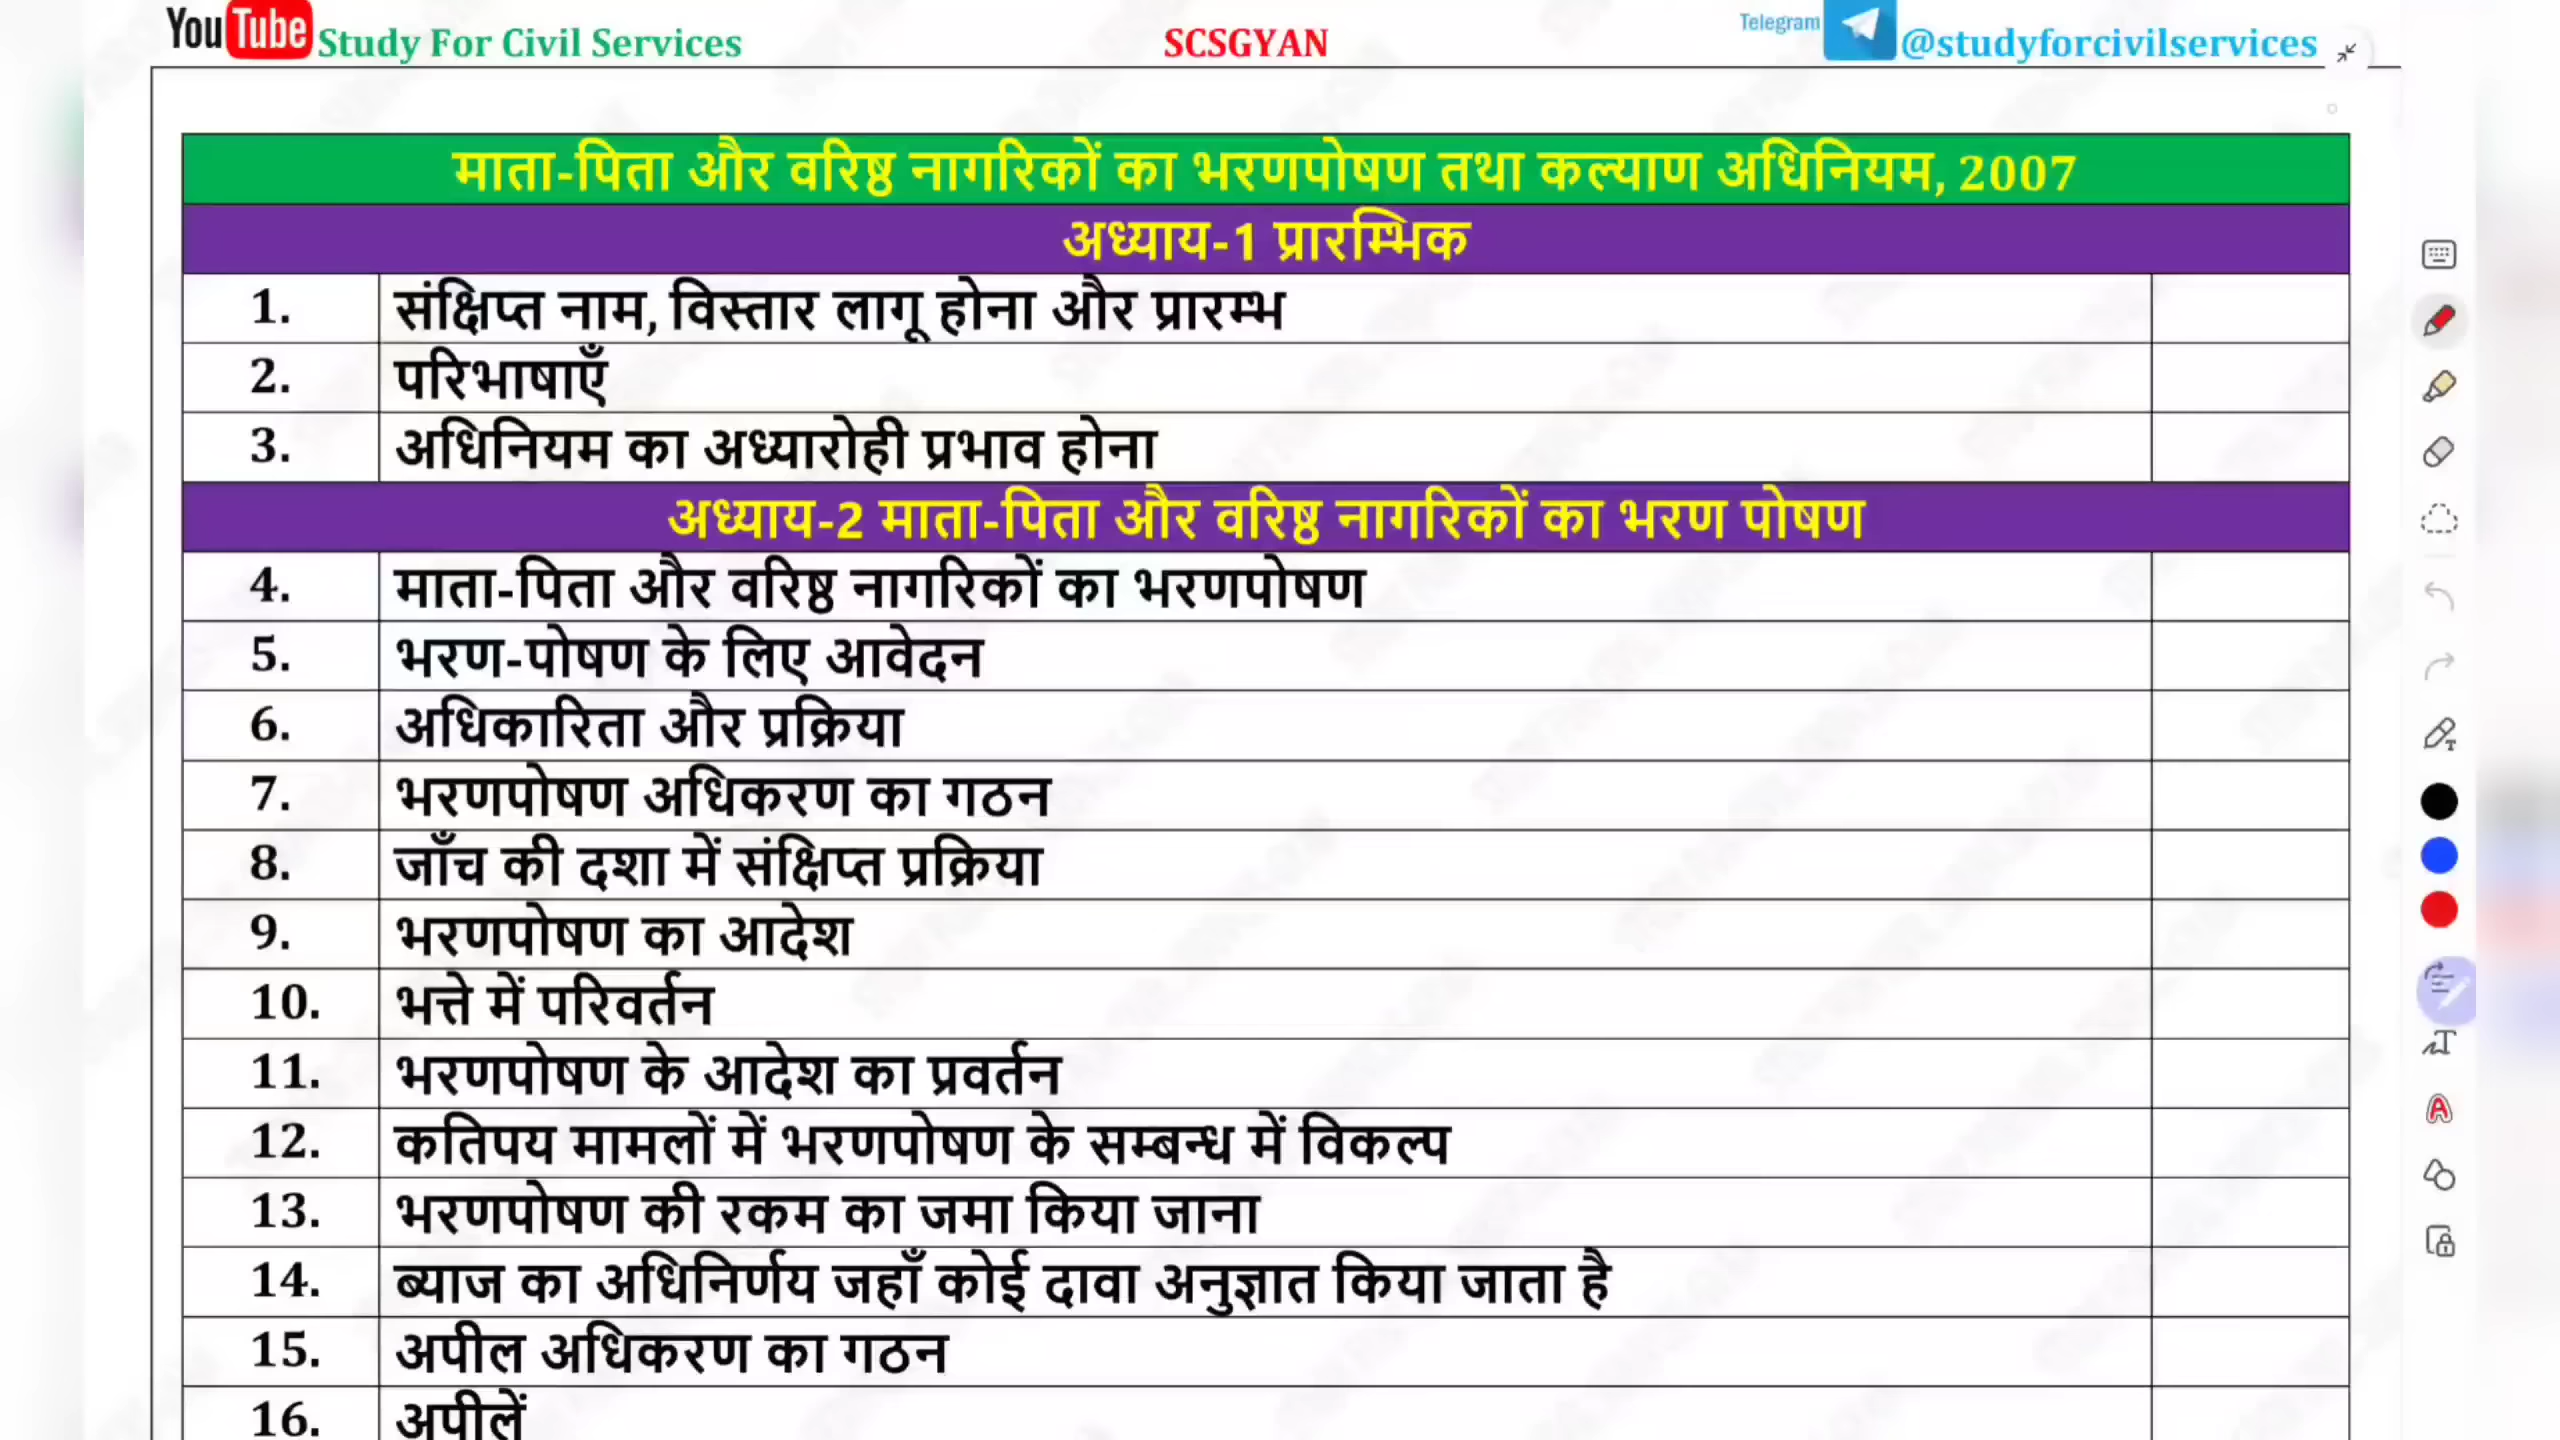 YouTube Study For Civil Services SCSGYAN Telegram @studyforcivilservices
माता-पिता और वरिष्ठ नागरिकों का भरणपोषण तथा कल्याण अधिनियम, 2007
अध्याय-1 प्रारम्भिक
1. संक्षिप्त नाम, विस्तार लागू होना और प्रारम्भ
2. परिभाषाएँ
3. अधिनियम का अध्यारोही प्रभाव होना
अध्याय-2 माता-पिता और वरिष्ठ नागरिकों का भरण पोषण
4. माता-पिता और वरिष्ठ नागरिकों का भरणपोषण
5. भरण-पोषण के लिए आवेदन
6. अधिकारिता और प्रक्रिया
7. भरणपोषण अधिकरण का गठन
8. जाँच की दशा में संक्षिप्त प्रक्रिया
9. भरणपोषण का आदेश
10. भत्ते में परिवर्तन
11. भरणपोषण के आदेश का प्रवर्तन
12. कतिपय मामलों में भरणपोषण के सम्बन्ध में विकल्प
13. भरणपोषण की रकम का जमा किया जाना
14. ब्याज का अधिनिर्णय जहाँ कोई दावा अनुज्ञात किया जाता है
15. अपील अधिकरण का गठन
16. अपीलें